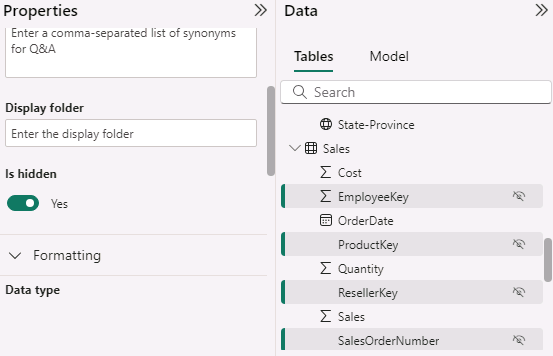 Properties
Enter a comma-separated list of synonyms
for Q&A
Display folder
Enter the display folder
Is hidden
Yes
Formatting
Data type
Data
Tables
Model
Search
State-Province
Sales
Cost
EmployeeKey
OrderDate
ProductKey
Quantity
ResellerKey
Sales
SalesOrderNumber